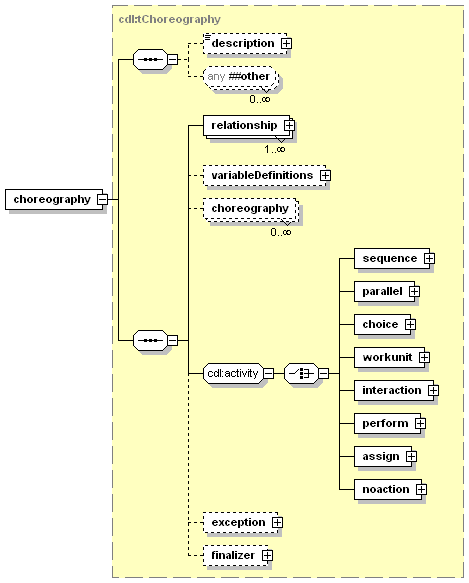 cdl:tChoreography
description
any ##other
0..∞
relationship
1..∞
variableDefinitions
choreography
choreography
0..∞
sequence
parallel
choice
workunit
cdl:activity
interaction
perform
assign
noaction
exception
finalizer